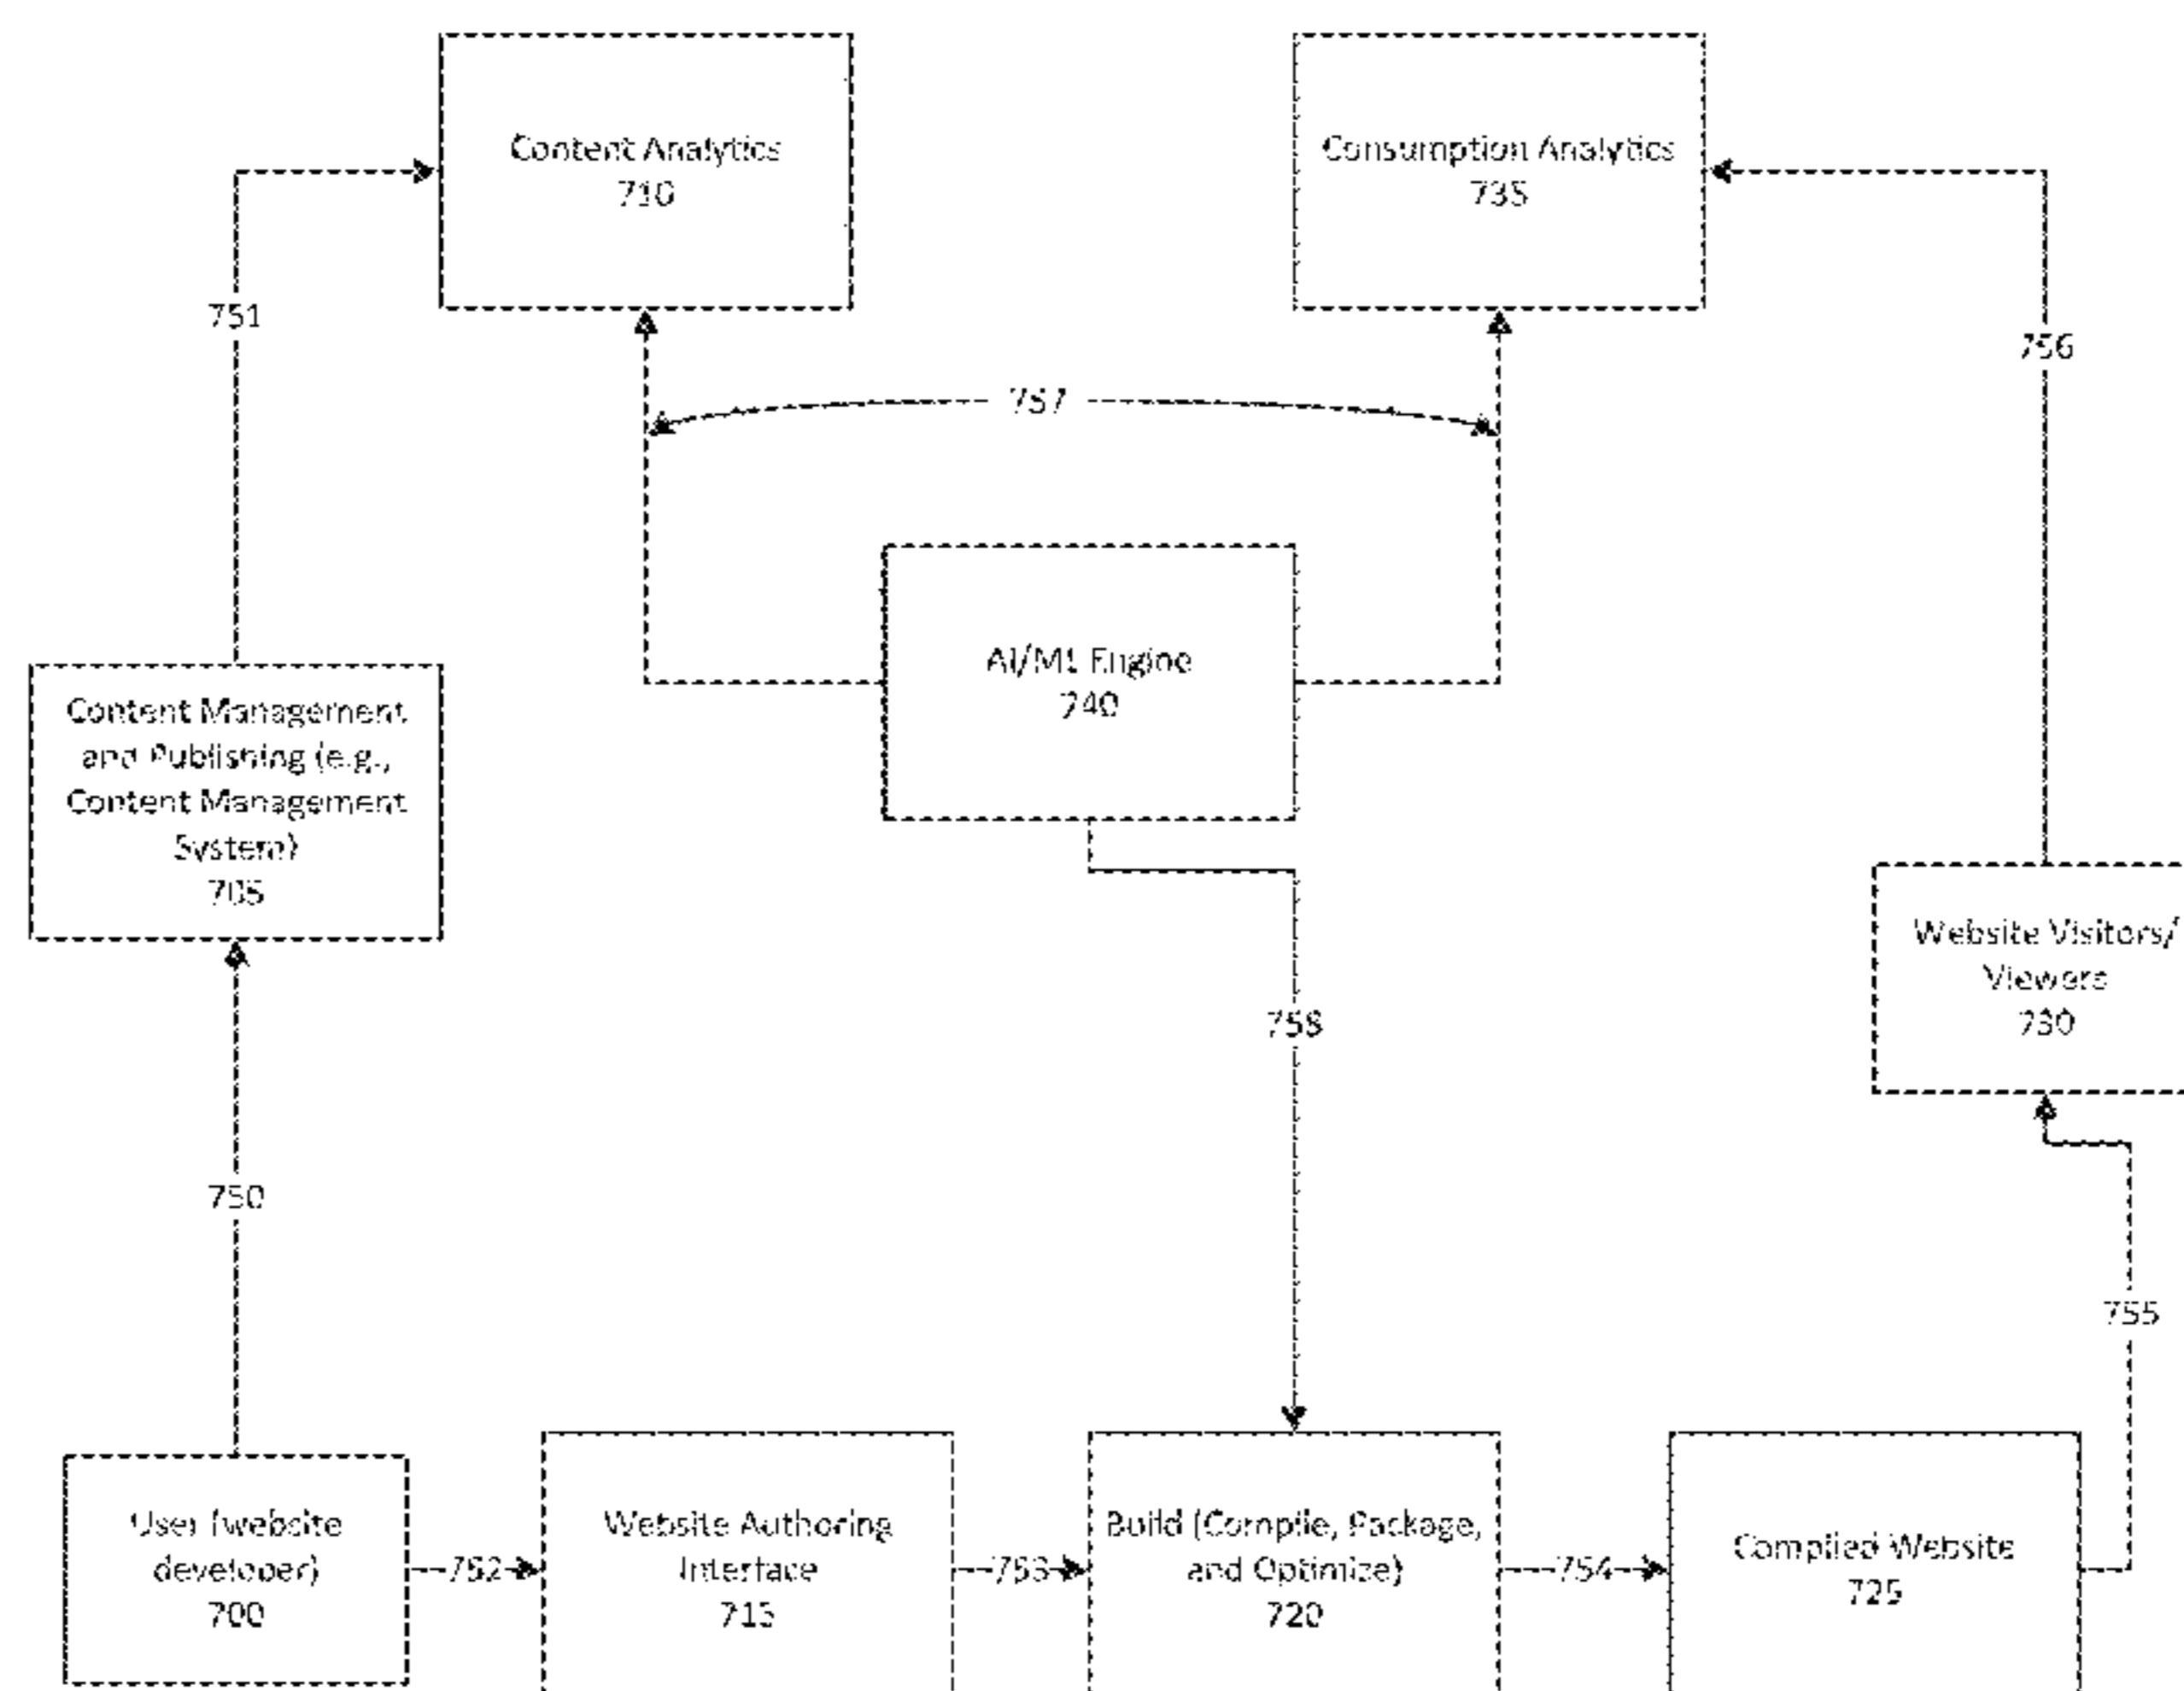 Content Analytics
710
Consumption Analytics
735
751
756
757
AI/ML Engine
740
Content Management
and Publishing (e.g.,
Content Management
System)
705
Website Visitors/
Viewers
730
758
750
755
User (website
developer)
700
752
Website Authoring
Interface
715
753
Build (Compile, Package,
and Optimize)
720
754
Compiled Website
725